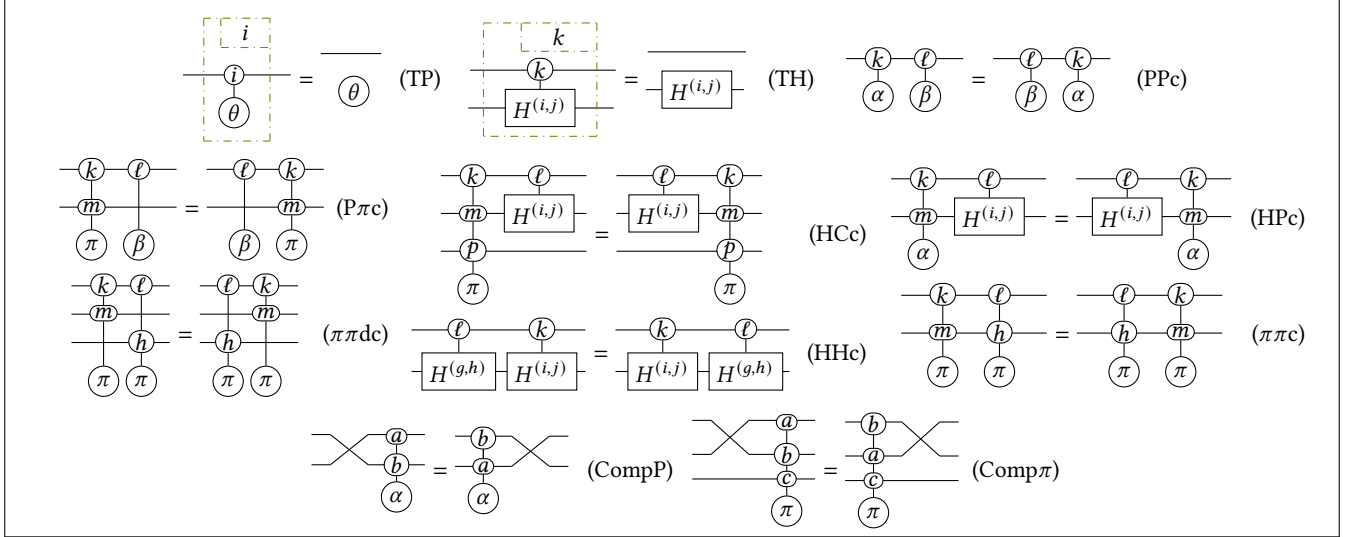 i k
i = θ (TP) k = H^(i,j) (TH) k ℓ = ℓ k (PPc)
θ H^(i,j) α β β α
k ℓ ℓ k k ℓ ℓ k k ℓ ℓ k
m = m (Pπc) m H^(i,j) = H^(i,j) m (HCc) m H^(i,j) = H^(i,j) m (HPc)
π β β π p p α α
π π
k ℓ ℓ k
m m k ℓ ℓ k
h = h (ππdc) ℓ k = k ℓ (HHc) m h = h m (ππc)
π π π π H^(g,h) H^(i,j) H^(i,j) H^(g,h) π π π π
a b a b
b = a (CompP) b = a (Compπ)
α α c c
π π